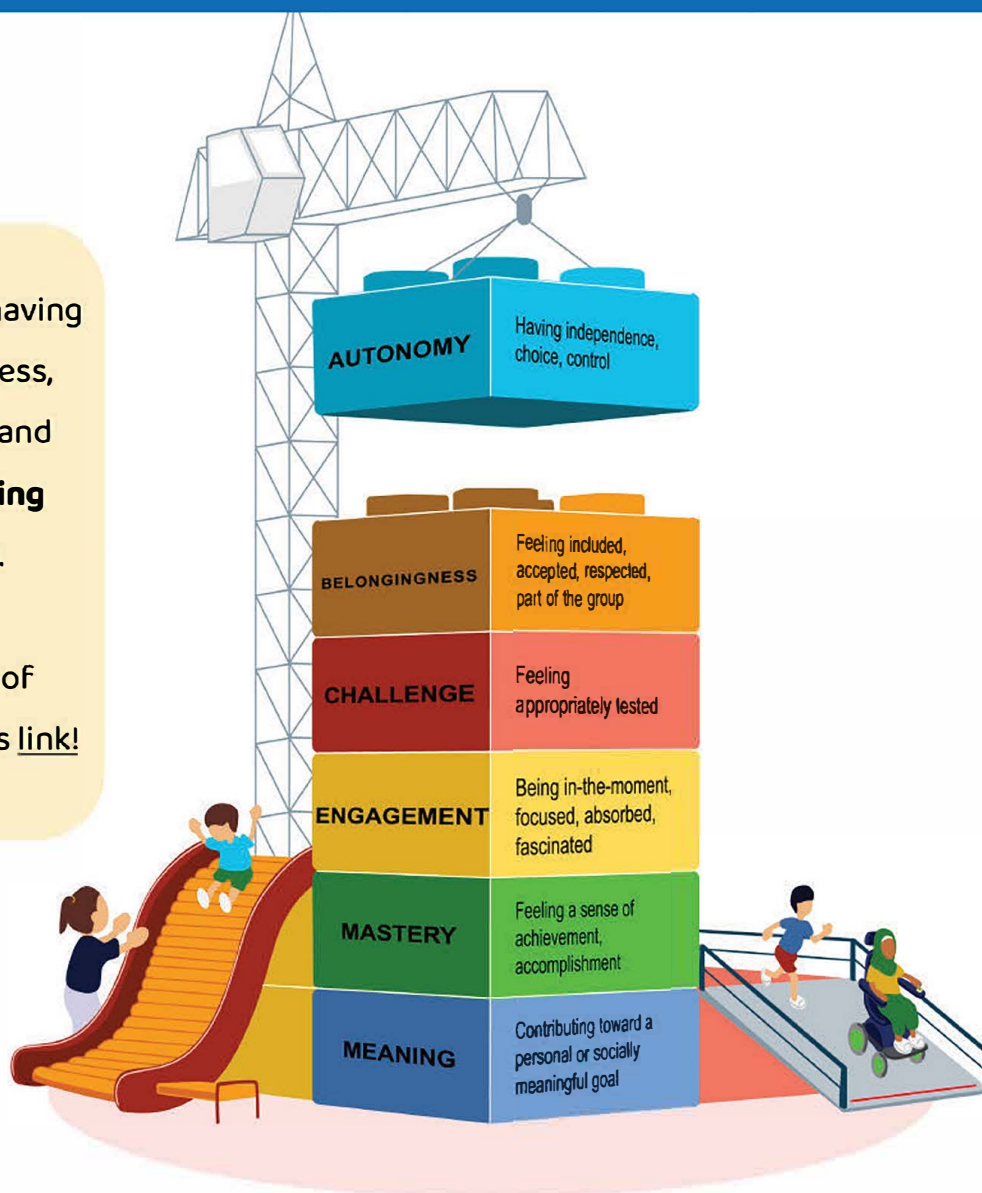 having
ess,
and
ing
.
of
s link!
AUTONOMY
Having independence,
choice, control
BELONGINGNESS
Feeling included,
accepted, respected,
part of the group
CHALLENGE
Feeling
appropriately tested
ENGAGEMENT
Being in-the-moment,
focused, absorbed,
fascinated
MASTERY
Feeling a sense of
achievement,
accomplishment
MEANING
Contributing toward a
personal or socially
meaningful goal